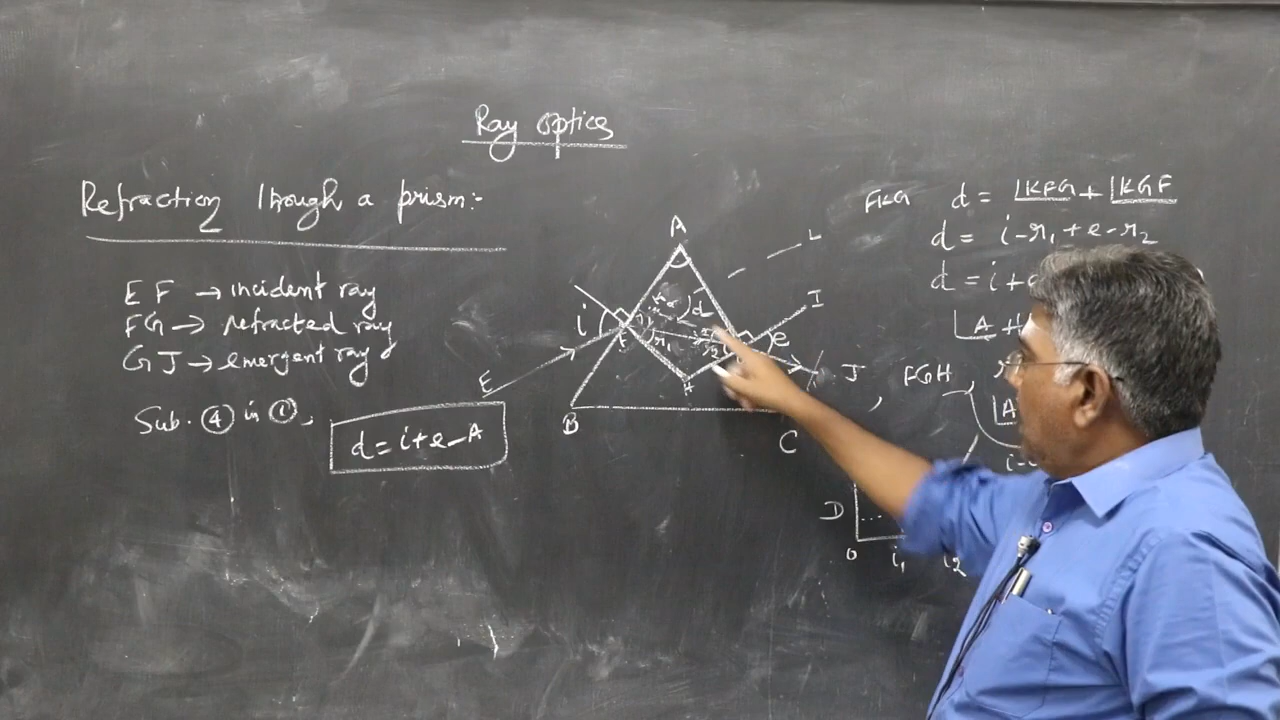 Ray optics
Refraction through a prism:-
EF → incident ray
FG → refracted ray
GJ → emergent ray
Sub. ④ in ①,
d = i+e-A
A
L
I
i
d
e
F
r₁
r₂
E
H
J
B
C
FKG d = ∠KFG + ∠KGF
d = i-r₁+e-r₂
d = i+
∠A +
FGH
∠A
D
0 i₁ i₂